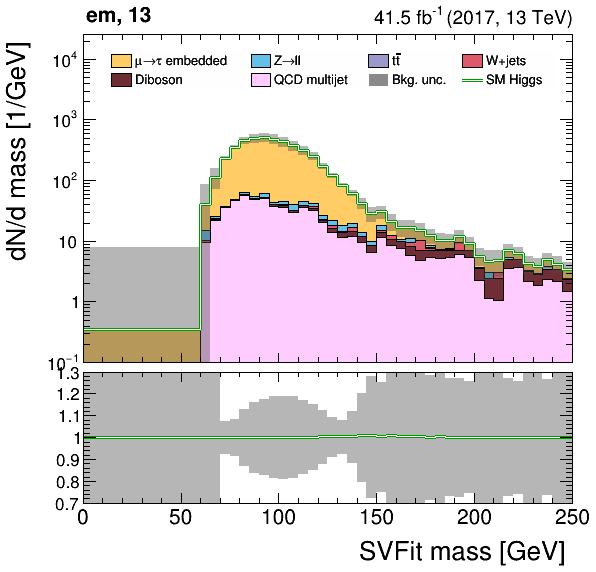 em, 13
41.5 fb⁻¹ (2017, 13 TeV)
dN/d mass [1/GeV]
10⁴
10³
10²
10
1
10⁻¹
μ→τ embedded
Z→ll
tt̄
W+jets
Diboson
QCD multijet
Bkg. unc.
SM Higgs
1.3
1.2
1.1
1
0.9
0.8
0.7
0 50 100 150 200 250
SVFit mass [GeV]